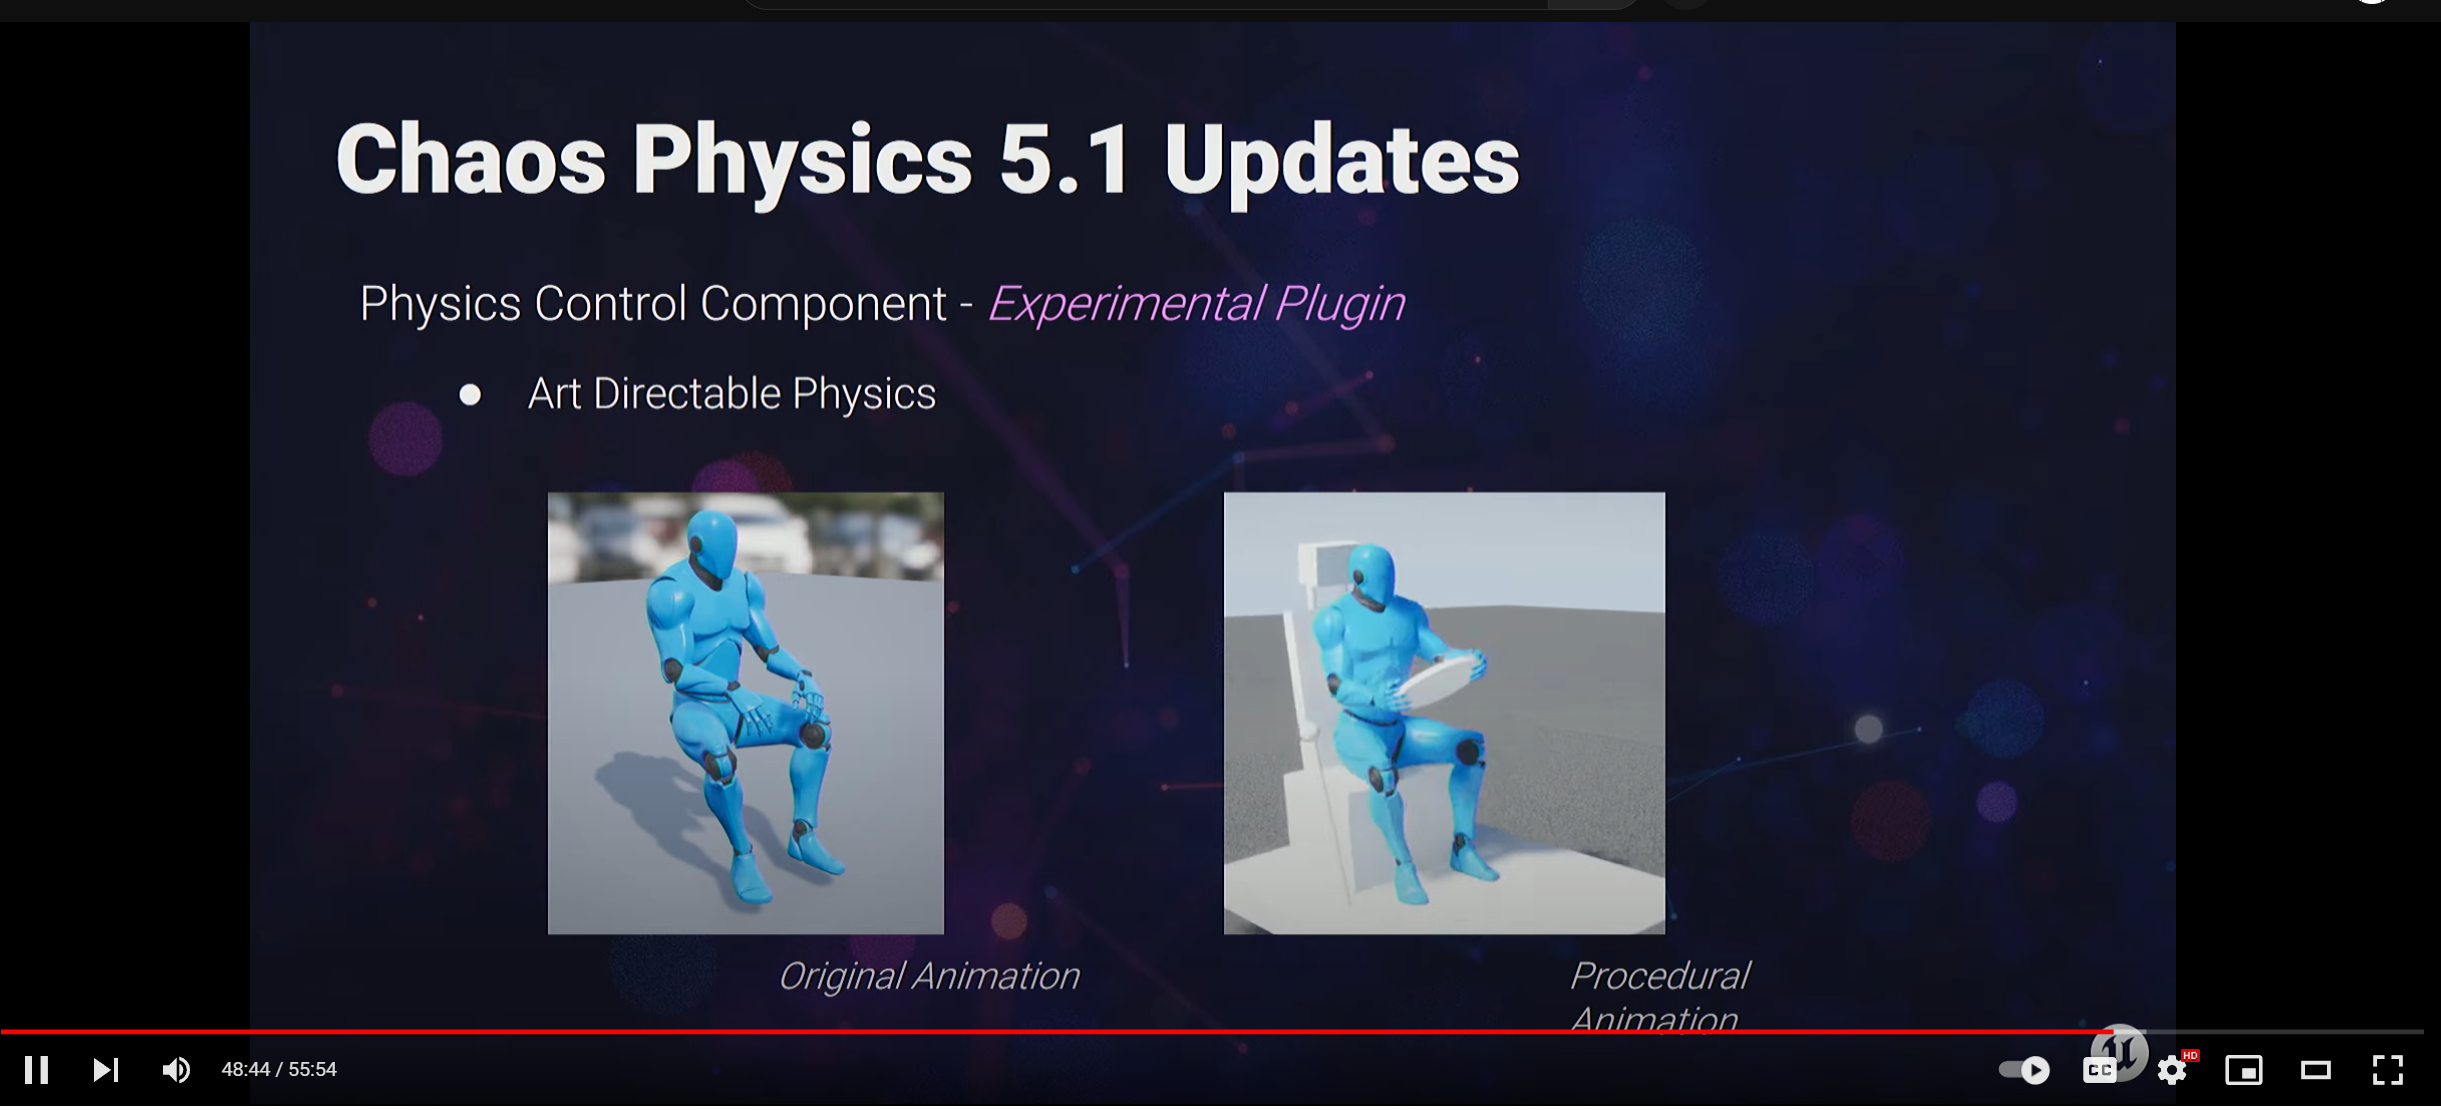 Chaos Physics 5.1 Updates
Physics Control Component - Experimental Plugin
● Art Directable Physics
Original Animation
Procedural
Animation
48:44 / 55:54
CC
HD